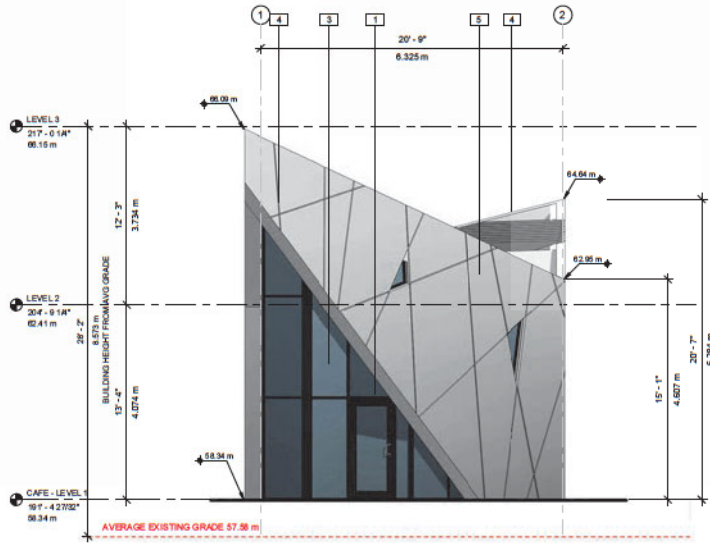 1 4 3 1 5 4 2
20' - 9"
6.325 m
66.09 m
LEVEL 3
217' - 0 1/4"
66.15 m
64.64 m
12' - 3"
3.734 m
62.95 m
LEVEL 2
204' - 9 1/4"
62.41 m
BUILDING HEIGHT FROM AVG GRADE
28' - 2"
8.573 m
13' - 4"
4.074 m
15' - 1"
4.607 m
20' - 7"
58.34 m
CAFE - LEVEL 1
191' - 4 27/32"
58.34 m
AVERAGE EXISTING GRADE 57.58 m